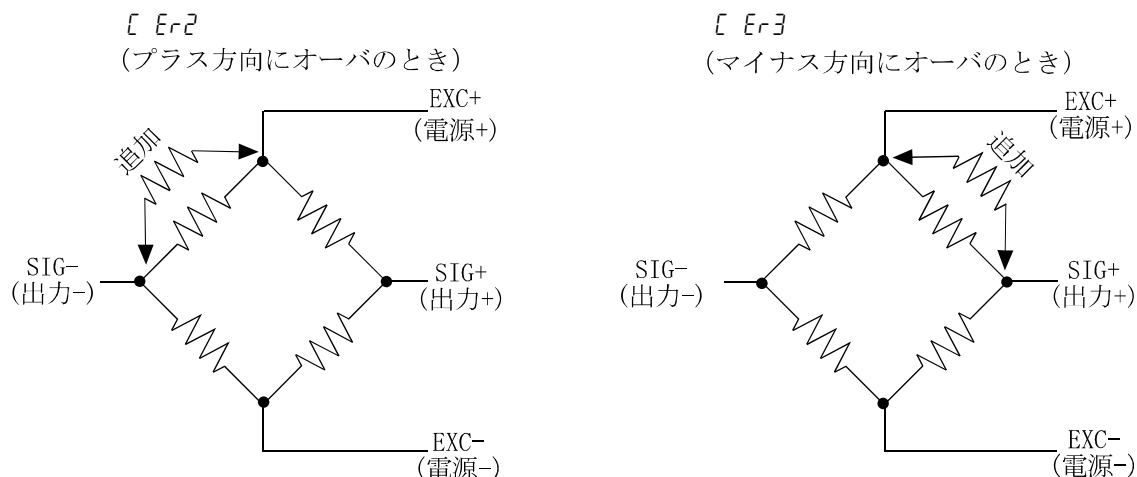 C Er2
(プラス方向にオーバのとき)
EXC+
(電源+)
追加
SIG-
(出力-)
SIG+
(出力+)
EXC-
(電源-)
C Er3
(マイナス方向にオーバのとき)
EXC+
(電源+)
追加
SIG-
(出力-)
SIG+
(出力+)
EXC-
(電源-)